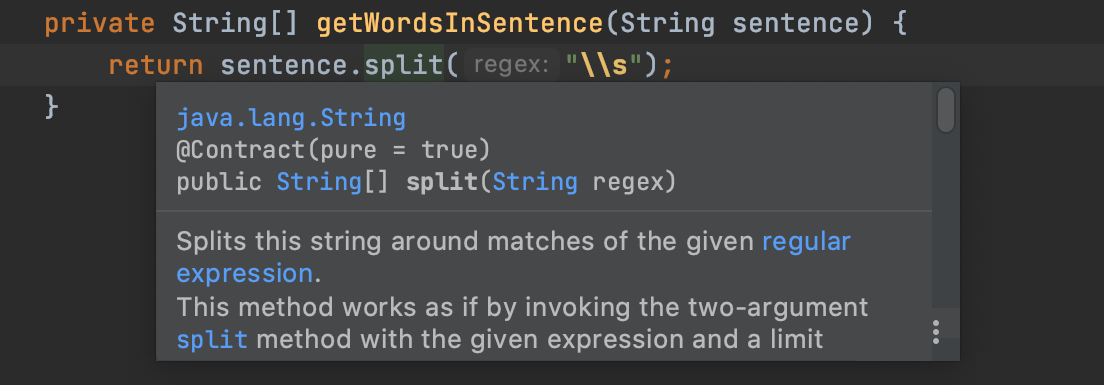 private String[] getWordsInSentence(String sentence) {
return sentence.split( regex: "\\s");
}
java.lang.String
@Contract(pure = true)
public String[] split(String regex)
Splits this string around matches of the given regular
expression.
This method works as if by invoking the two-argument
split method with the given expression and a limit